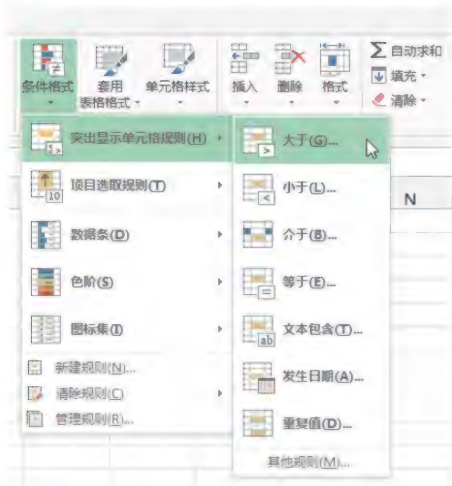 条件格式
套用
表格格式
单元格样式
插入
删除
格式
Σ 自动求和
填充
清除
突出显示单元格规则(H)
项目选取规则(T)
数据条(D)
色阶(S)
图标集(I)
新建规则(N)...
清除规则(C)
管理规则(R)...
大于(G)...
小于(L)...
介于(B)...
等于(E)...
文本包含(T)...
发生日期(A)...
重复值(D)...
其他规则(M)...
N
10
ab